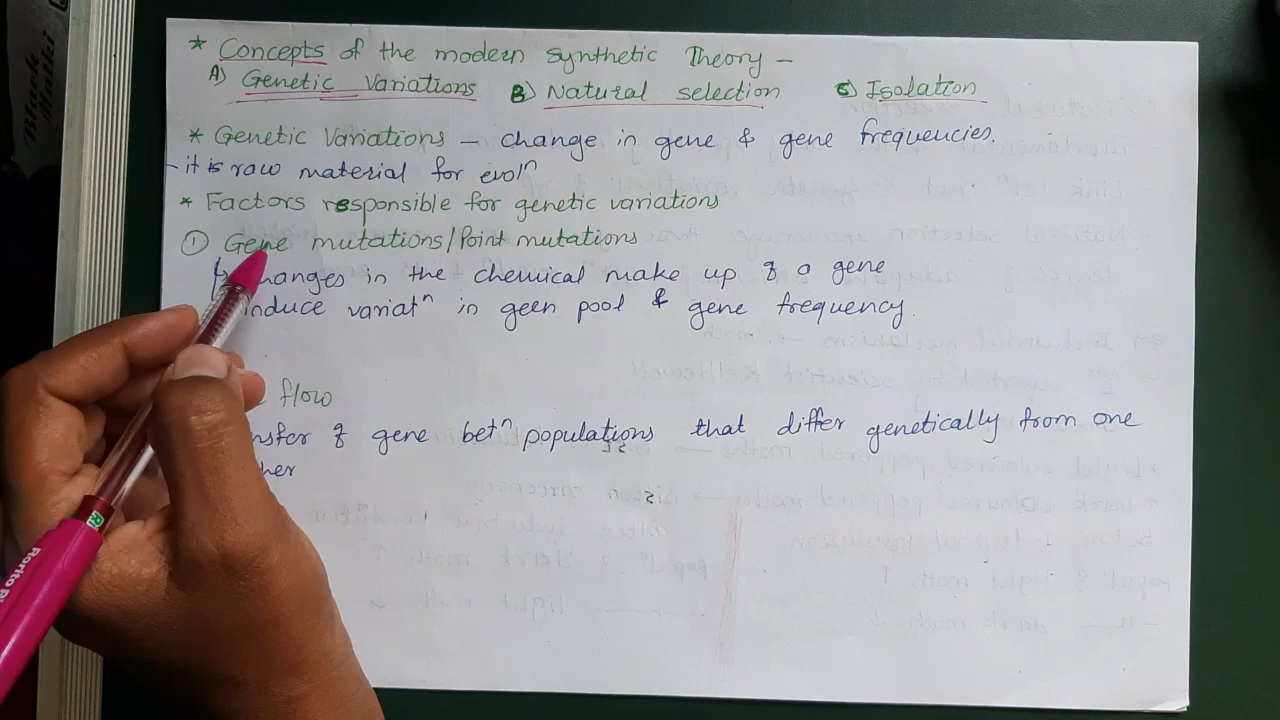 * Concepts of the modern synthetic Theory –
A) Genetic Variations B) Natural selection C) Isolation
* Genetic Variations – change in gene & gene frequencies.
- it is raw material for evolⁿ
* Factors responsible for genetic variations
① Gene mutations/Point mutations
changes in the chemical make up of a gene
induce variatⁿ in geen pool & gene frequency.
flow
nsfer of gene betⁿ populations that differ genetically from one
her
Rorito